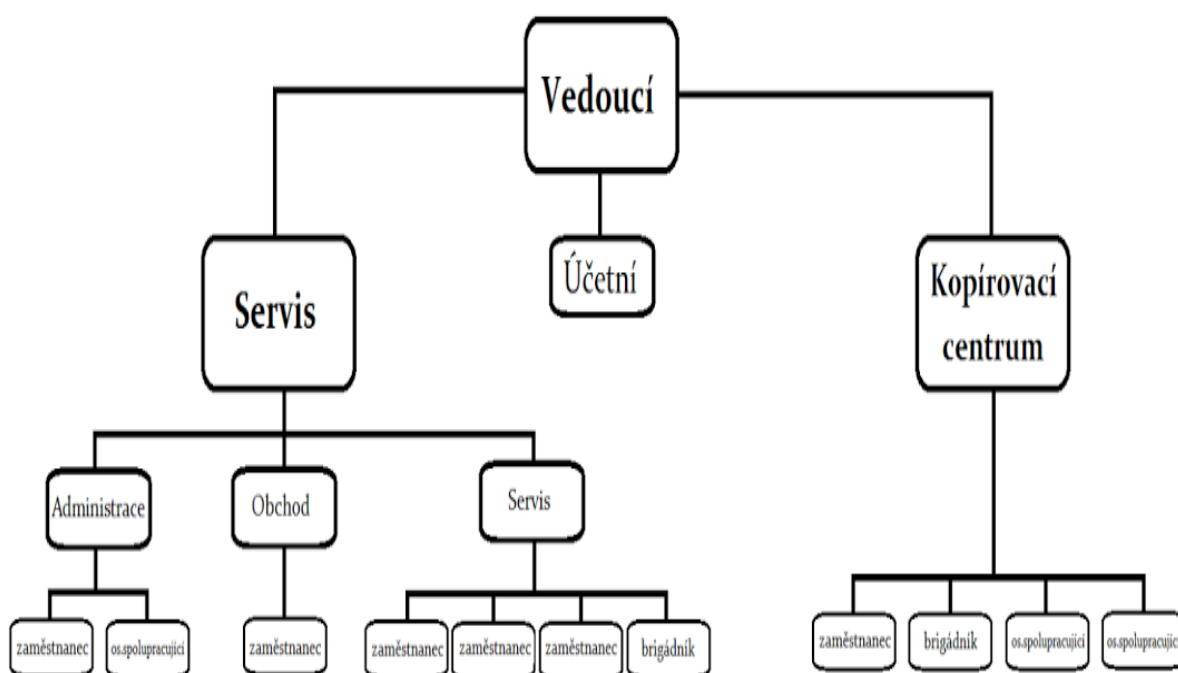 Vedoucí
Účetní
Servis
Kopírovací
centrum
Administrace
Obchod
Servis
zaměstnanec
os.spolupracující
zaměstnanec
zaměstnanec
zaměstnanec
zaměstnanec
brigádník
zaměstnanec
brigádník
os.spolupracující
os.spolupracující